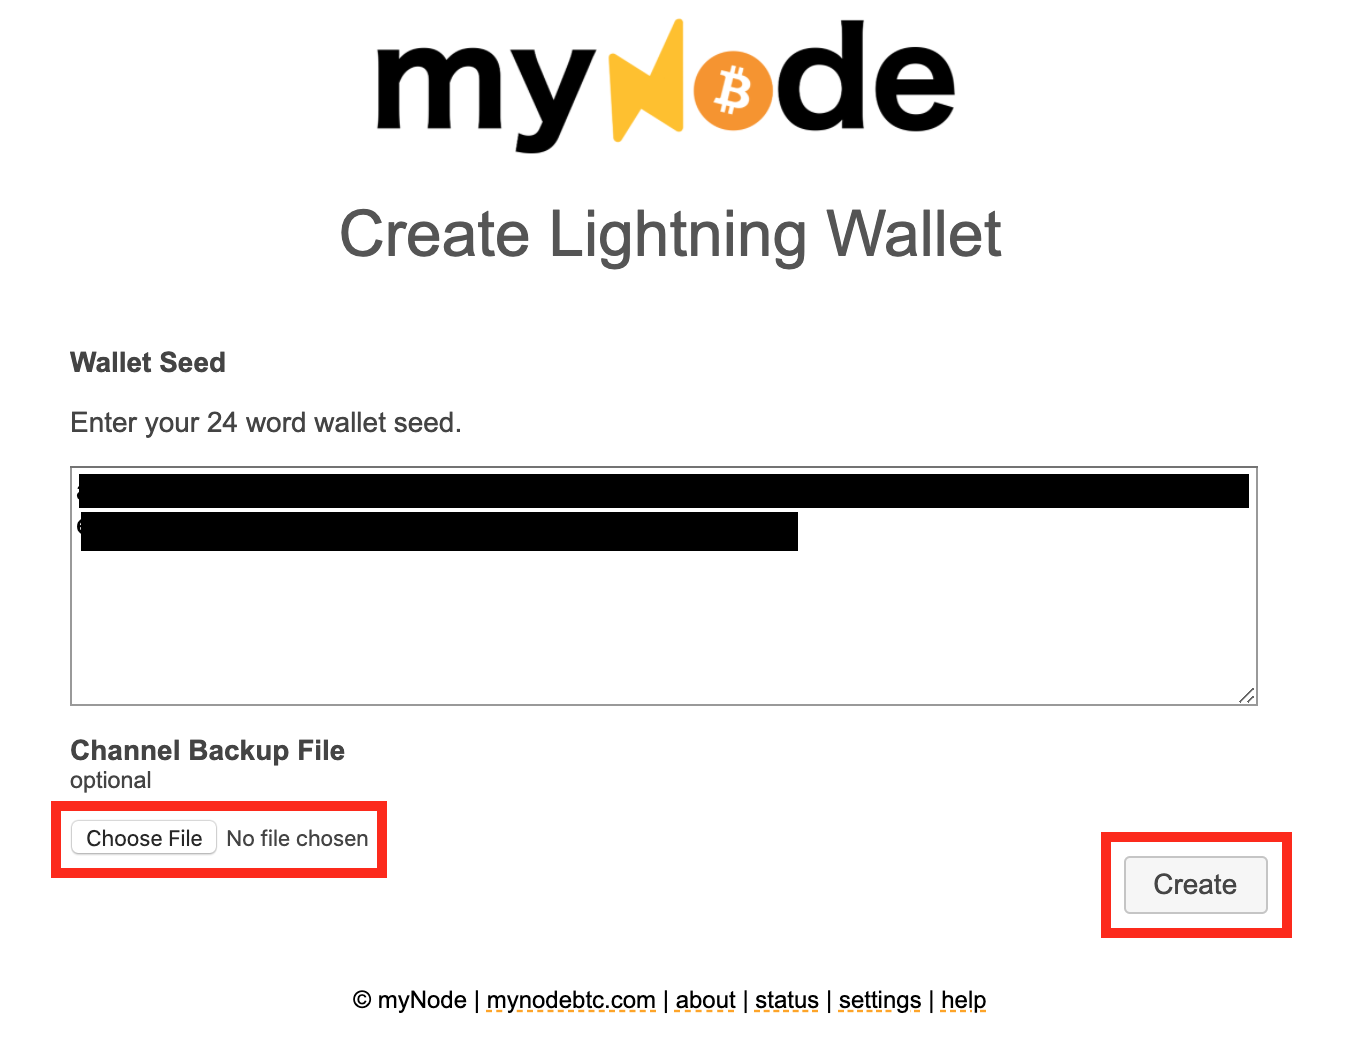 myNode
Create Lightning Wallet
Wallet Seed
Enter your 24 word wallet seed.
Channel Backup File
optional
Choose File No file chosen
Create
© myNode | mynodebtc.com | about | status | settings | help